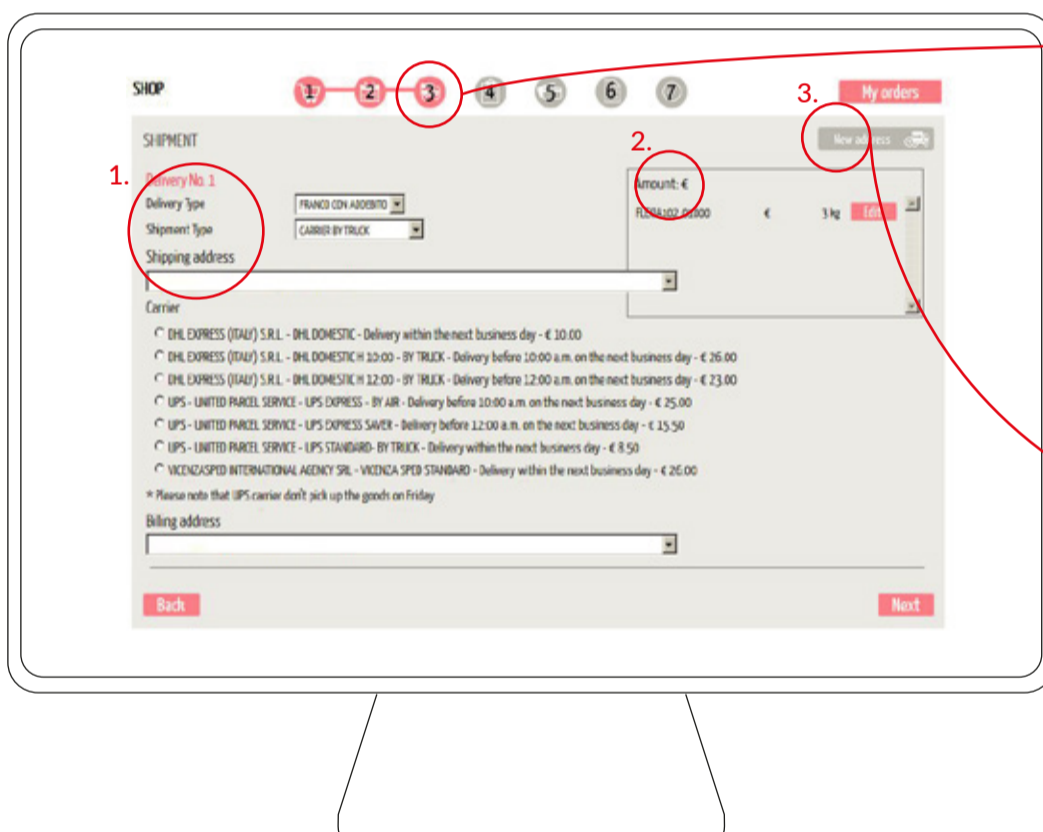 SHOP
1 2 3 4 5 6 7
3.
My orders
SHIPMENT
New address
2.
1.
Delivery No. 1
Amount: €
Delivery Type FRANCO CON ADDEBITO
€ 3 kg Edit
Shipment Type CARRIER BY TRUCK
Shipping address
Carrier
DHL EXPRESS (ITALY) S.R.L. - DHL DOMESTIC - Delivery within the next business day - € 10.00
DHL EXPRESS (ITALY) S.R.L. - DHL DOMESTIC H 10:00 - BY TRUCK - Delivery before 10:00 a.m. on the next business day - € 26.00
DHL EXPRESS (ITALY) S.R.L. - DHL DOMESTIC H 12:00 - BY TRUCK - Delivery before 12:00 a.m. on the next business day - € 23.00
UPS - UNITED PARCEL SERVICE - UPS EXPRESS - BY AIR - Delivery before 10:00 a.m. on the next business day - € 25.00
UPS - UNITED PARCEL SERVICE - UPS EXPRESS SAVER - Delivery before 12:00 a.m. on the next business day - € 15.50
UPS - UNITED PARCEL SERVICE - UPS STANDARD- BY TRUCK - Delivery within the next business day - € 8.50
VICENZASPED INTERNATIONAL AGENCY SRL - VICENZA SPED STANDARD - Delivery within the next business day - € 26.00
* Please note that UPS carrier don't pick up the goods on Friday
Billing address
Back
Next